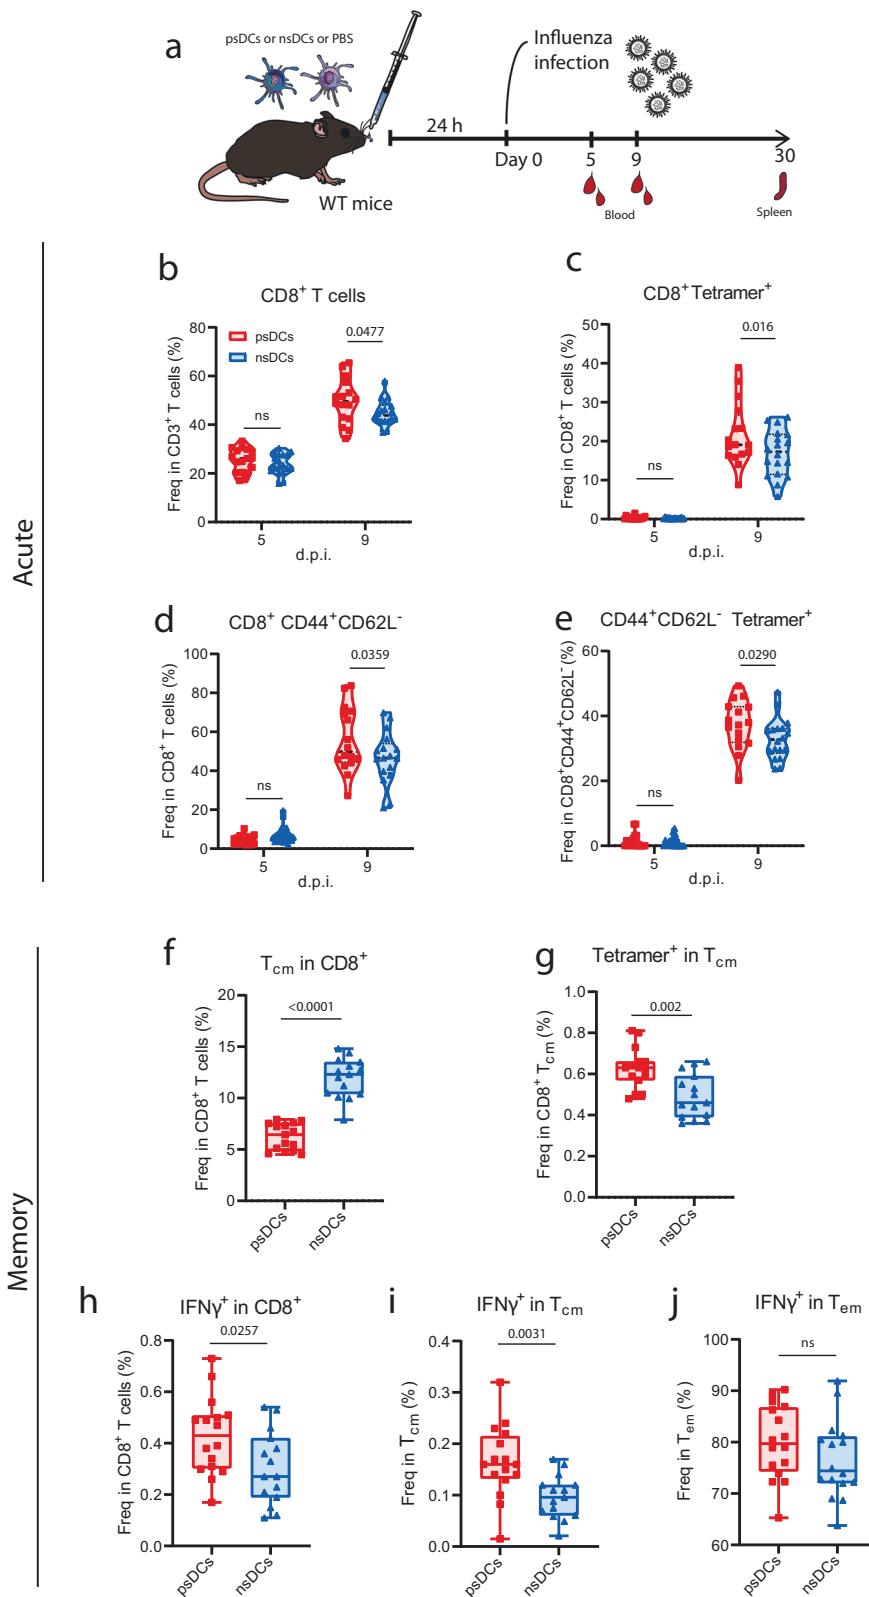 a
psDCs or nsDCs or PBS
Influenza
infection
24 h
Day 0
5
9
30
WT mice
Blood
Spleen
Acute
b
CD8+ T cells
Freq in CD3+ T cells (%)
80
60
40
20
0
psDCs
nsDCs
ns
0.0477
5
9
d.p.i.
c
CD8+ Tetramer+
Freq in CD8+ T cells (%)
50
40
30
20
10
0
ns
0.016
5
9
d.p.i.
d
CD8+ CD44+CD62L-
Freq in CD8+ T cells (%)
100
80
60
40
20
0
ns
0.0359
5
9
d.p.i.
e
CD44+CD62L- Tetramer+
Freq in CD8+CD44+CD62L- (%)
60
40
20
0
ns
0.0290
5
9
d.p.i.
Memory
f
Tcm in CD8+
Freq in CD8+ T cells (%)
20
15
10
5
0
<0.0001
psDCs
nsDCs
g
Tetramer+ in Tcm
Freq in CD8+ Tcm (%)
1.0
0.8
0.6
0.4
0.2
0.0
0.002
psDCs
nsDCs
h
IFNγ+ in CD8+
Freq in CD8+ T cells (%)
0.8
0.6
0.4
0.2
0.0
0.0257
psDCs
nsDCs
i
IFNγ+ in Tcm
Freq in Tcm (%)
0.4
0.3
0.2
0.1
0.0
0.0031
psDCs
nsDCs
j
IFNγ+ in Tem
Freq in Tem (%)
100
90
80
70
60
ns
psDCs
nsDCs